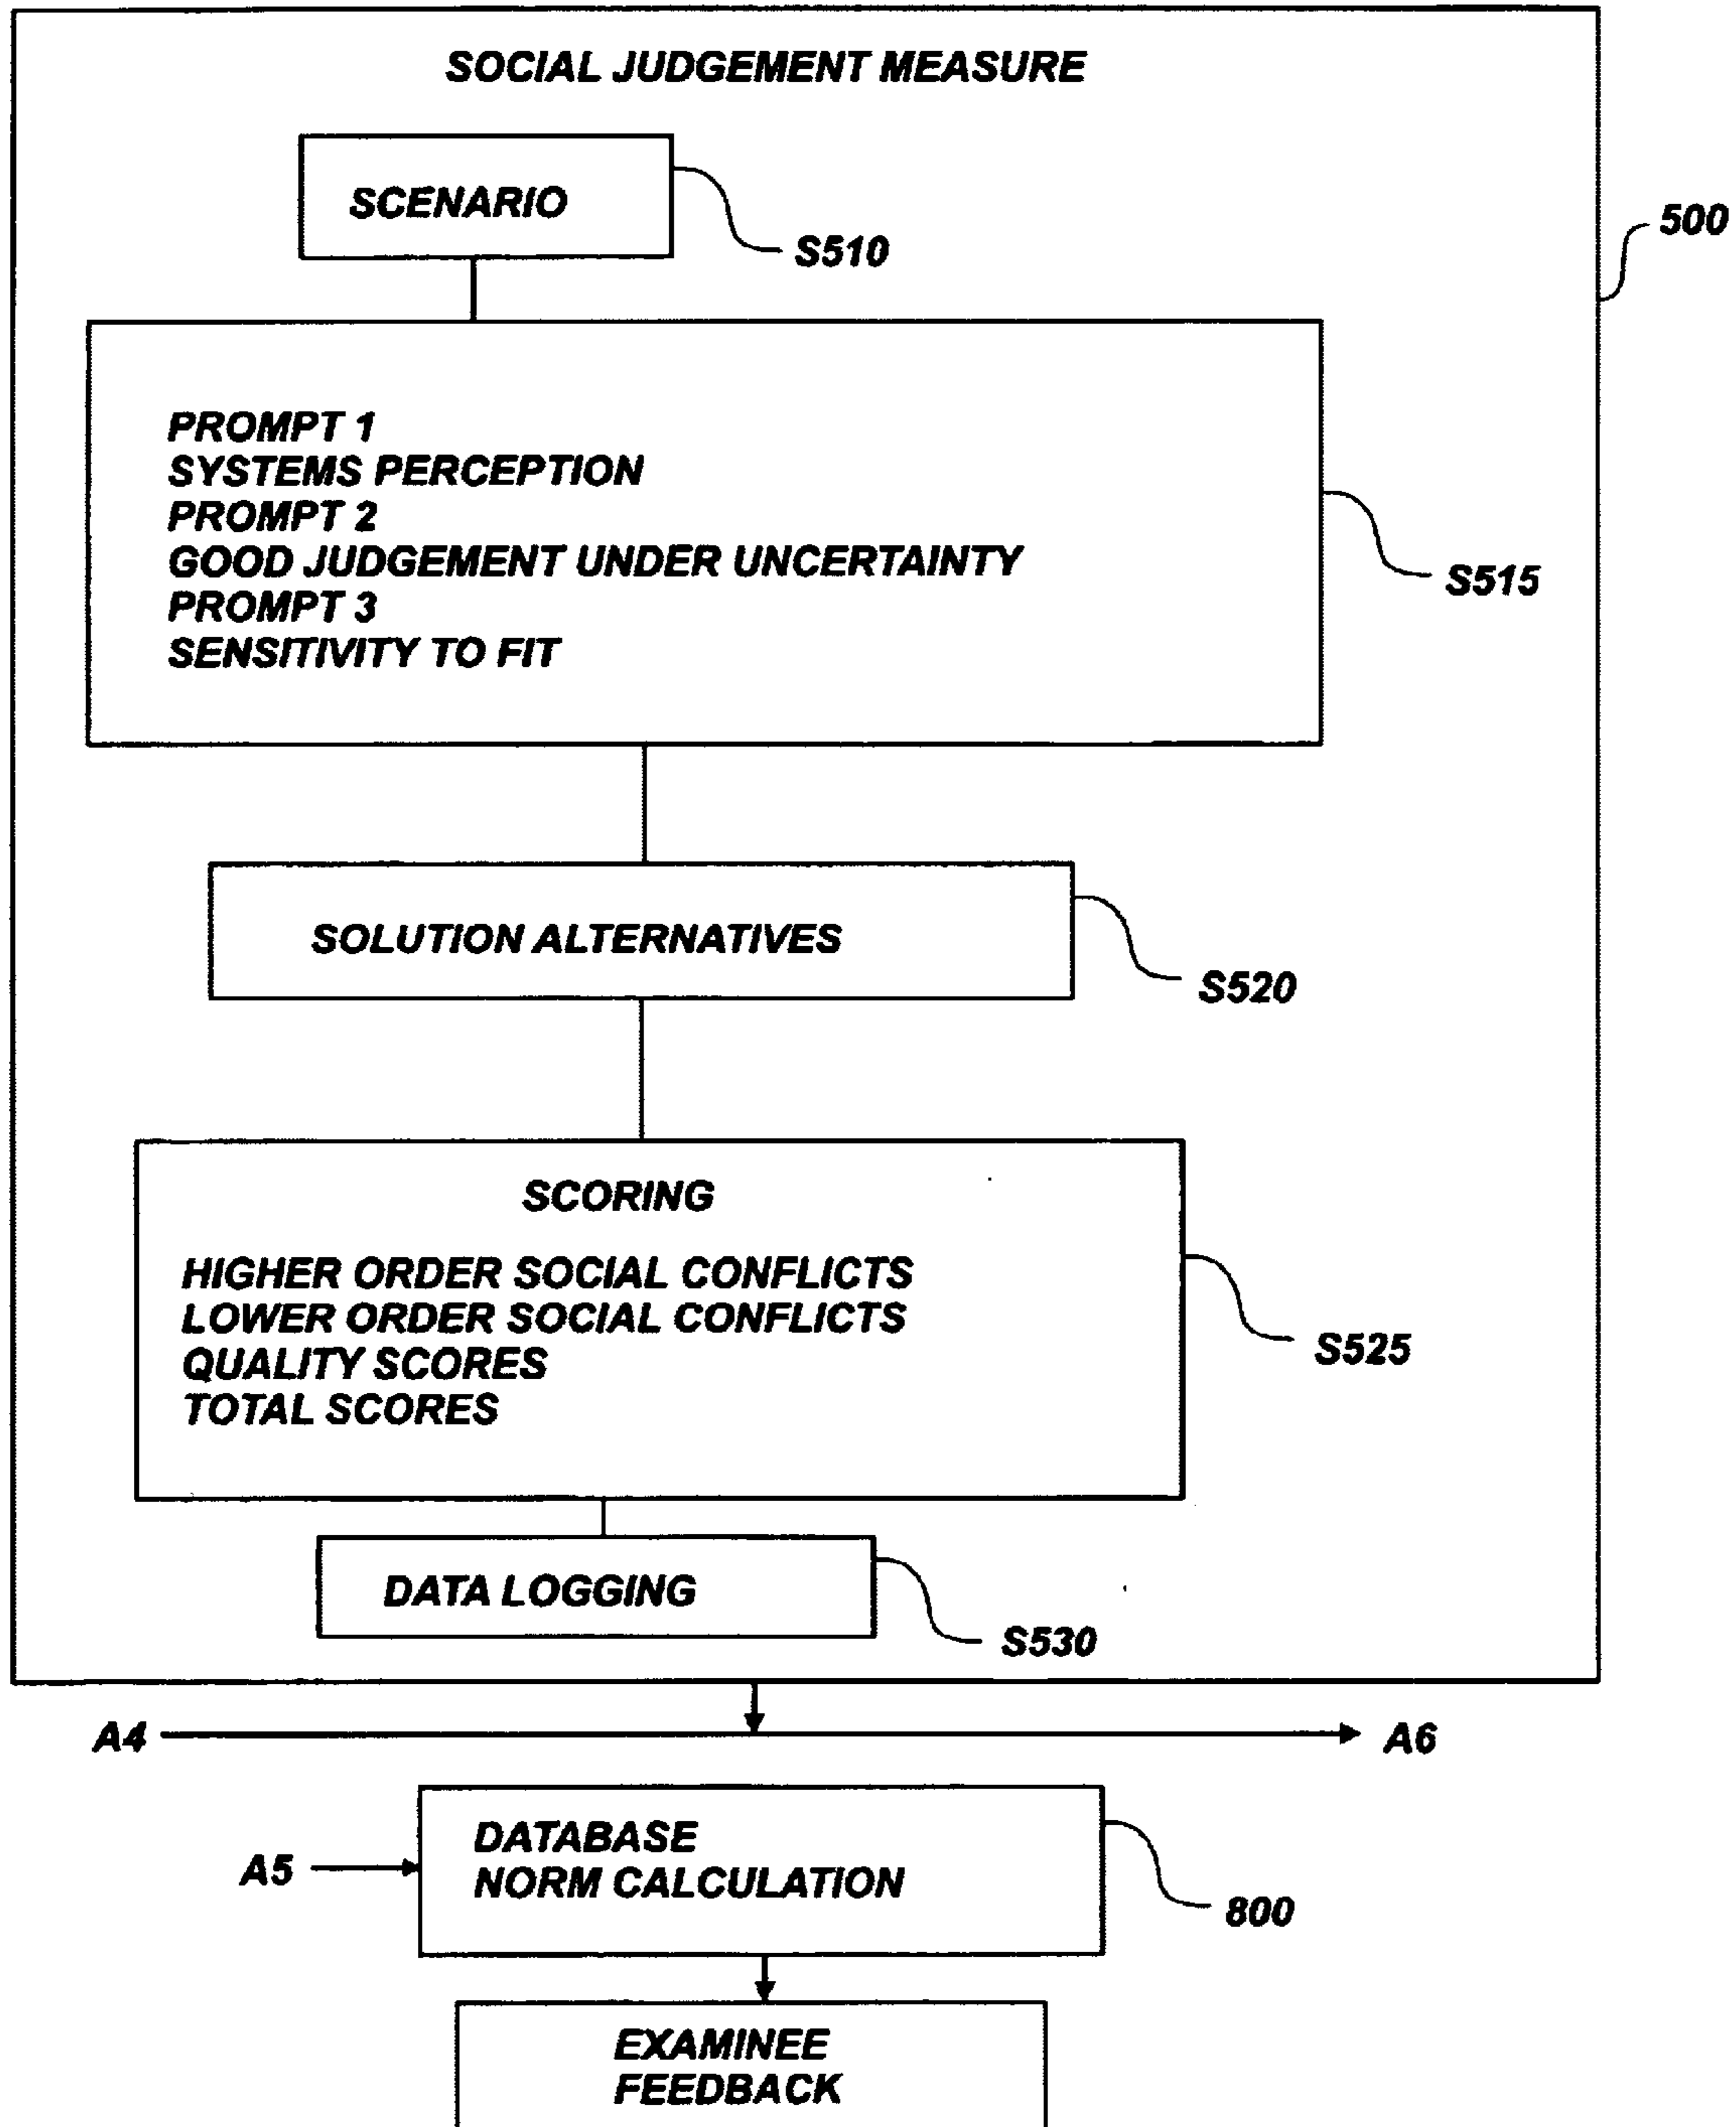 SOCIAL JUDGEMENT MEASURE
SCENARIO
S510
500
PROMPT 1
SYSTEMS PERCEPTION
PROMPT 2
GOOD JUDGEMENT UNDER UNCERTAINTY
PROMPT 3
SENSITIVITY TO FIT
S515
SOLUTION ALTERNATIVES
S520
SCORING
HIGHER ORDER SOCIAL CONFLICTS
LOWER ORDER SOCIAL CONFLICTS
QUALITY SCORES
TOTAL SCORES
S525
DATA LOGGING
S530
A4
A6
DATABASE
NORM CALCULATION
A5
800
EXAMINEE
FEEDBACK